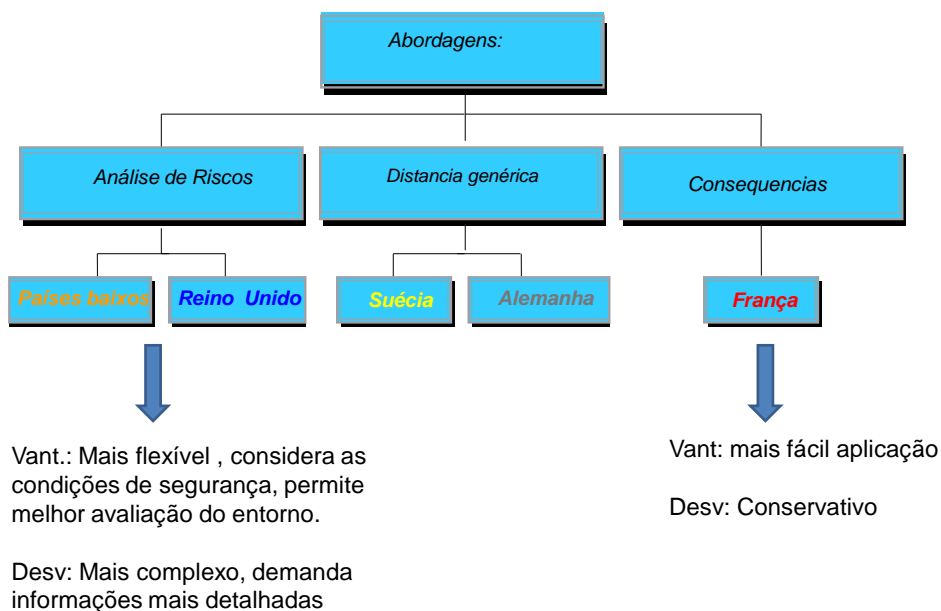 Abordagens:
Análise de Riscos
Distancia genérica
Consequencias
Países baixos
Reino Unido
Suécia
Alemanha
França
Vant.: Mais flexível , considera as
condições de segurança, permite
melhor avaliação do entorno.
Desv: Mais complexo, demanda
informações mais detalhadas
Vant: mais fácil aplicação
Desv: Conservativo